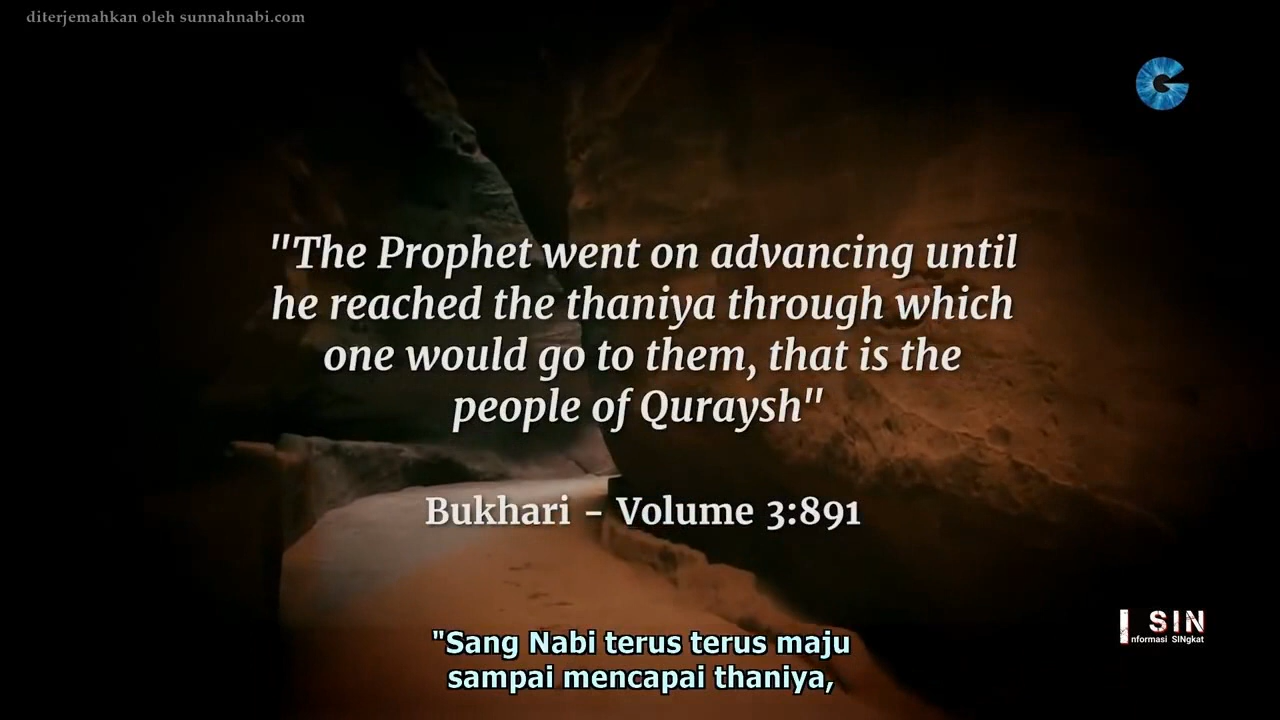 diterjemahkan oleh sunnahnabi.com
"The Prophet went on advancing until
he reached the thaniya through which
one would go to them, that is the
people of Quraysh"
Bukhari - Volume 3:891
I SIN
nformasi SINgkat
"Sang Nabi terus terus maju
sampai mencapai thaniya,